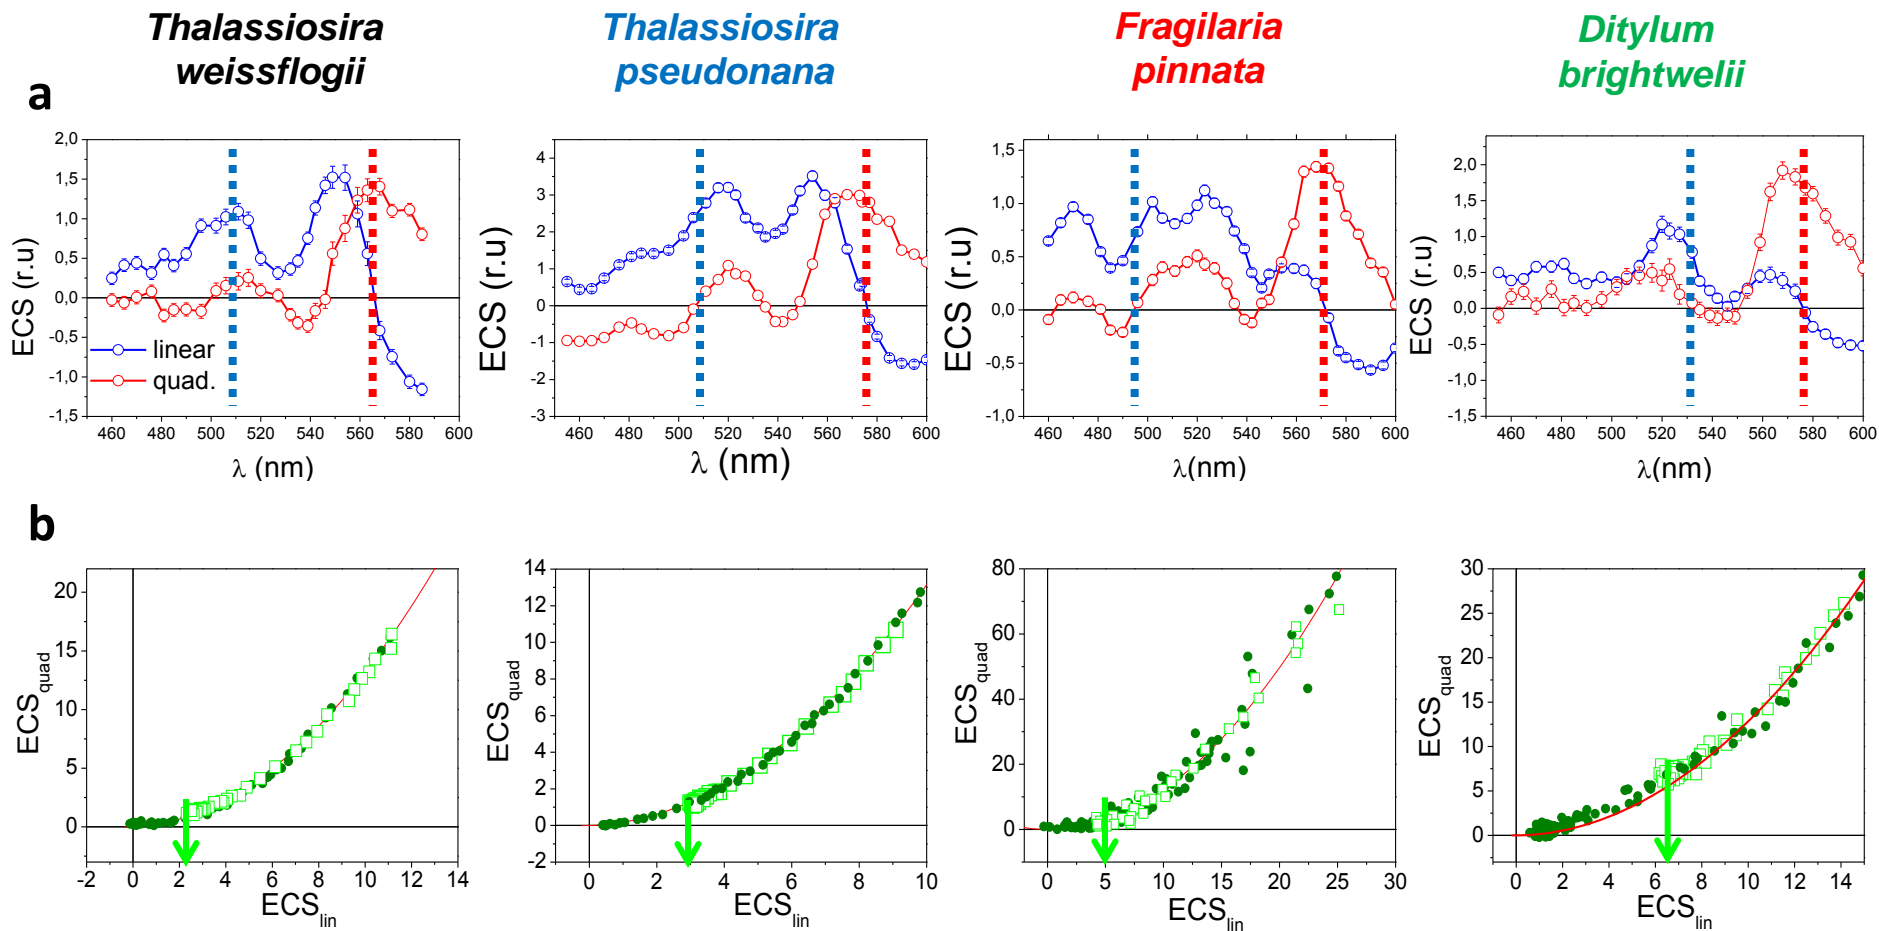 Thalassiosira
weissflogii
Thalassiosira
pseudonana
Fragilaria
pinnata
Ditylum
brightwelii
a
2,0
1,5
1,0
0,5
0,0
-0,5
-1,0
-1,5
ECS (r.u)
linear
quad.
460 480 500 520 540 560 580 600
λ (nm)
4
3
2
1
0
-1
-2
-3
ECS (r.u)
460 480 500 520 540 560 580 600
λ (nm)
1,5
1,0
0,5
0,0
-0,5
-1,0
ECS (r.u)
460 480 500 520 540 560 580 600
λ(nm)
2,0
1,5
1,0
0,5
0,0
-0,5
-1,0
-1,5
ECS (r.u)
460 480 500 520 540 560 580 600
λ(nm)
b
20
15
10
5
0
ECSquad
-2 0 2 4 6 8 10 12 14
ECSlin
14
12
10
8
6
4
2
0
-2
ECSquad
0 2 4 6 8 10
ECSlin
80
60
40
20
0
ECSquad
0 5 10 15 20 25 30
ECSlin
30
25
20
15
10
5
0
ECSquad
0 2 4 6 8 10 12 14
ECSlin